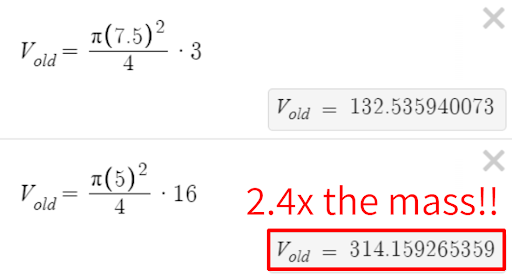 V_old = π(7.5)²/4 · 3
V_old = 132.535940073
V_old = π(5)²/4 · 16
2.4x the mass!!
V_old = 314.159265359